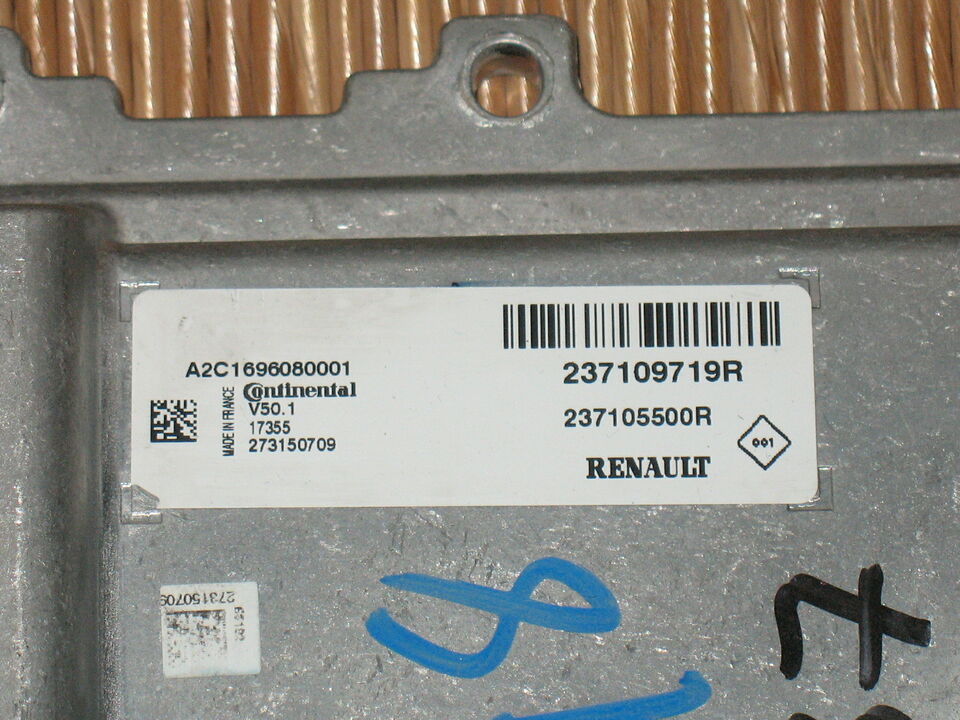 A2C1696080001
Continental
MADE IN FRANCE
V50.1
17355
273150709
237109719R
237105500R
RENAULT
001
273150709